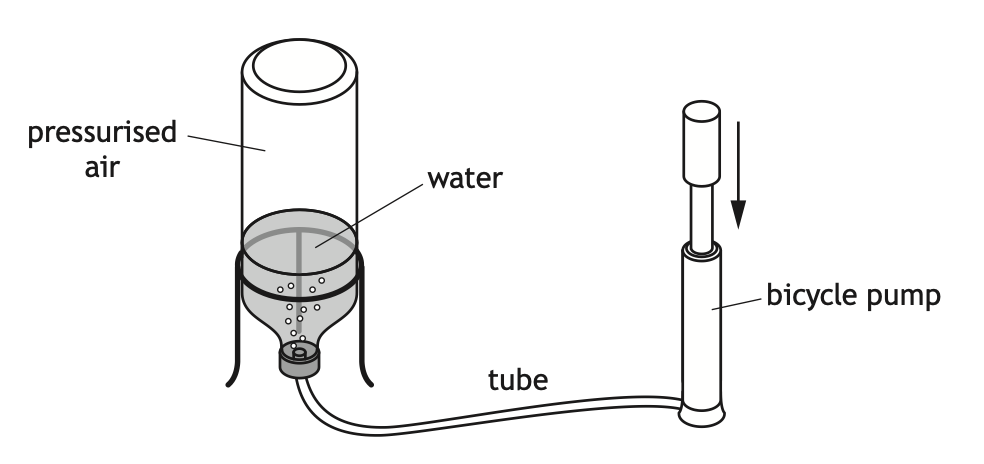 pressurised
air
water
bicycle pump
tube